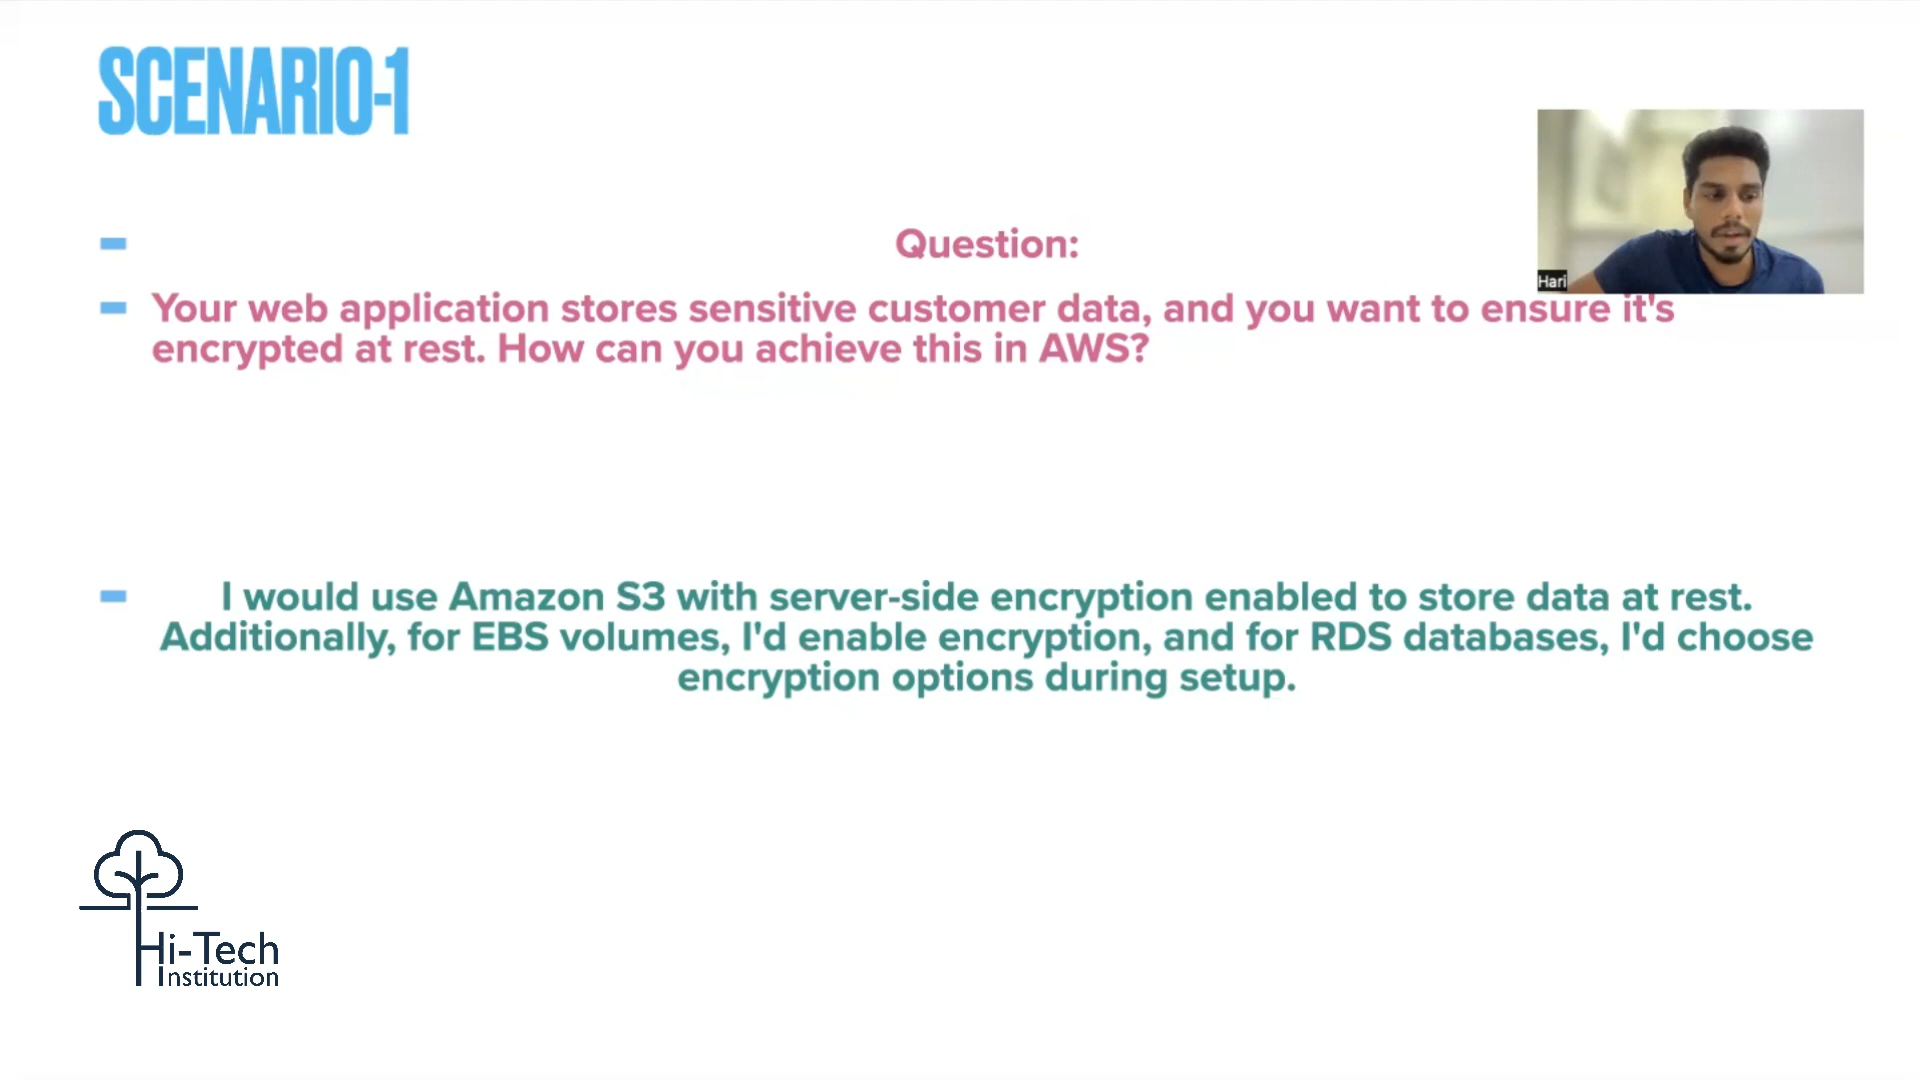 SCENARIO-1
Question:
Hari
Your web application stores sensitive customer data, and you want to ensure it's
encrypted at rest. How can you achieve this in AWS?
I would use Amazon S3 with server-side encryption enabled to store data at rest.
Additionally, for EBS volumes, I'd enable encryption, and for RDS databases, I'd choose
encryption options during setup.
Hi-Tech
Institution